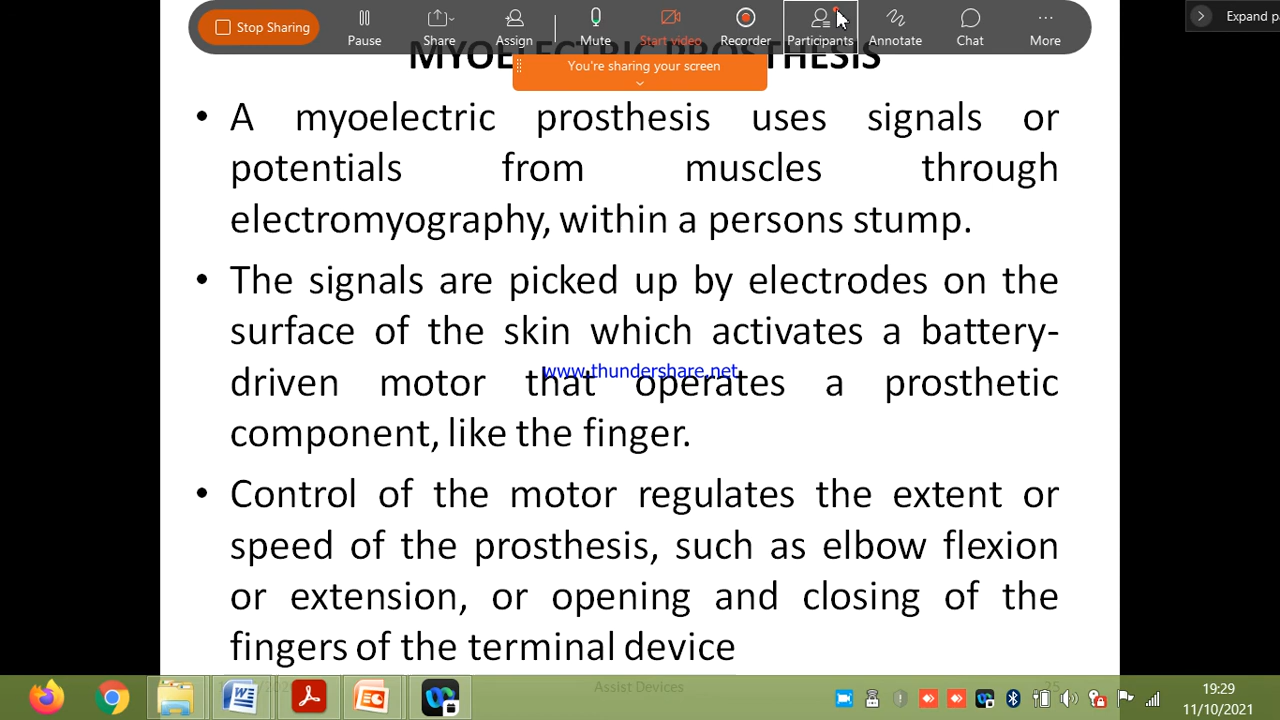 Stop Sharing
Pause
Share
Assign
Mute
Start video
Recorder
Participants
Annotate
Chat
More
Expand p
You're sharing your screen
MYOELECTRIC PROSTHESIS
• A myoelectric prosthesis uses signals or
potentials from muscles through
electromyography, within a persons stump.
• The signals are picked up by electrodes on the
surface of the skin which activates a battery-
www.thundershare.net
driven motor that operates a prosthetic
component, like the finger.
• Control of the motor regulates the extent or
speed of the prosthesis, such as elbow flexion
or extension, or opening and closing of the
fingers of the terminal device
Assist Devices
19:29
11/10/2021